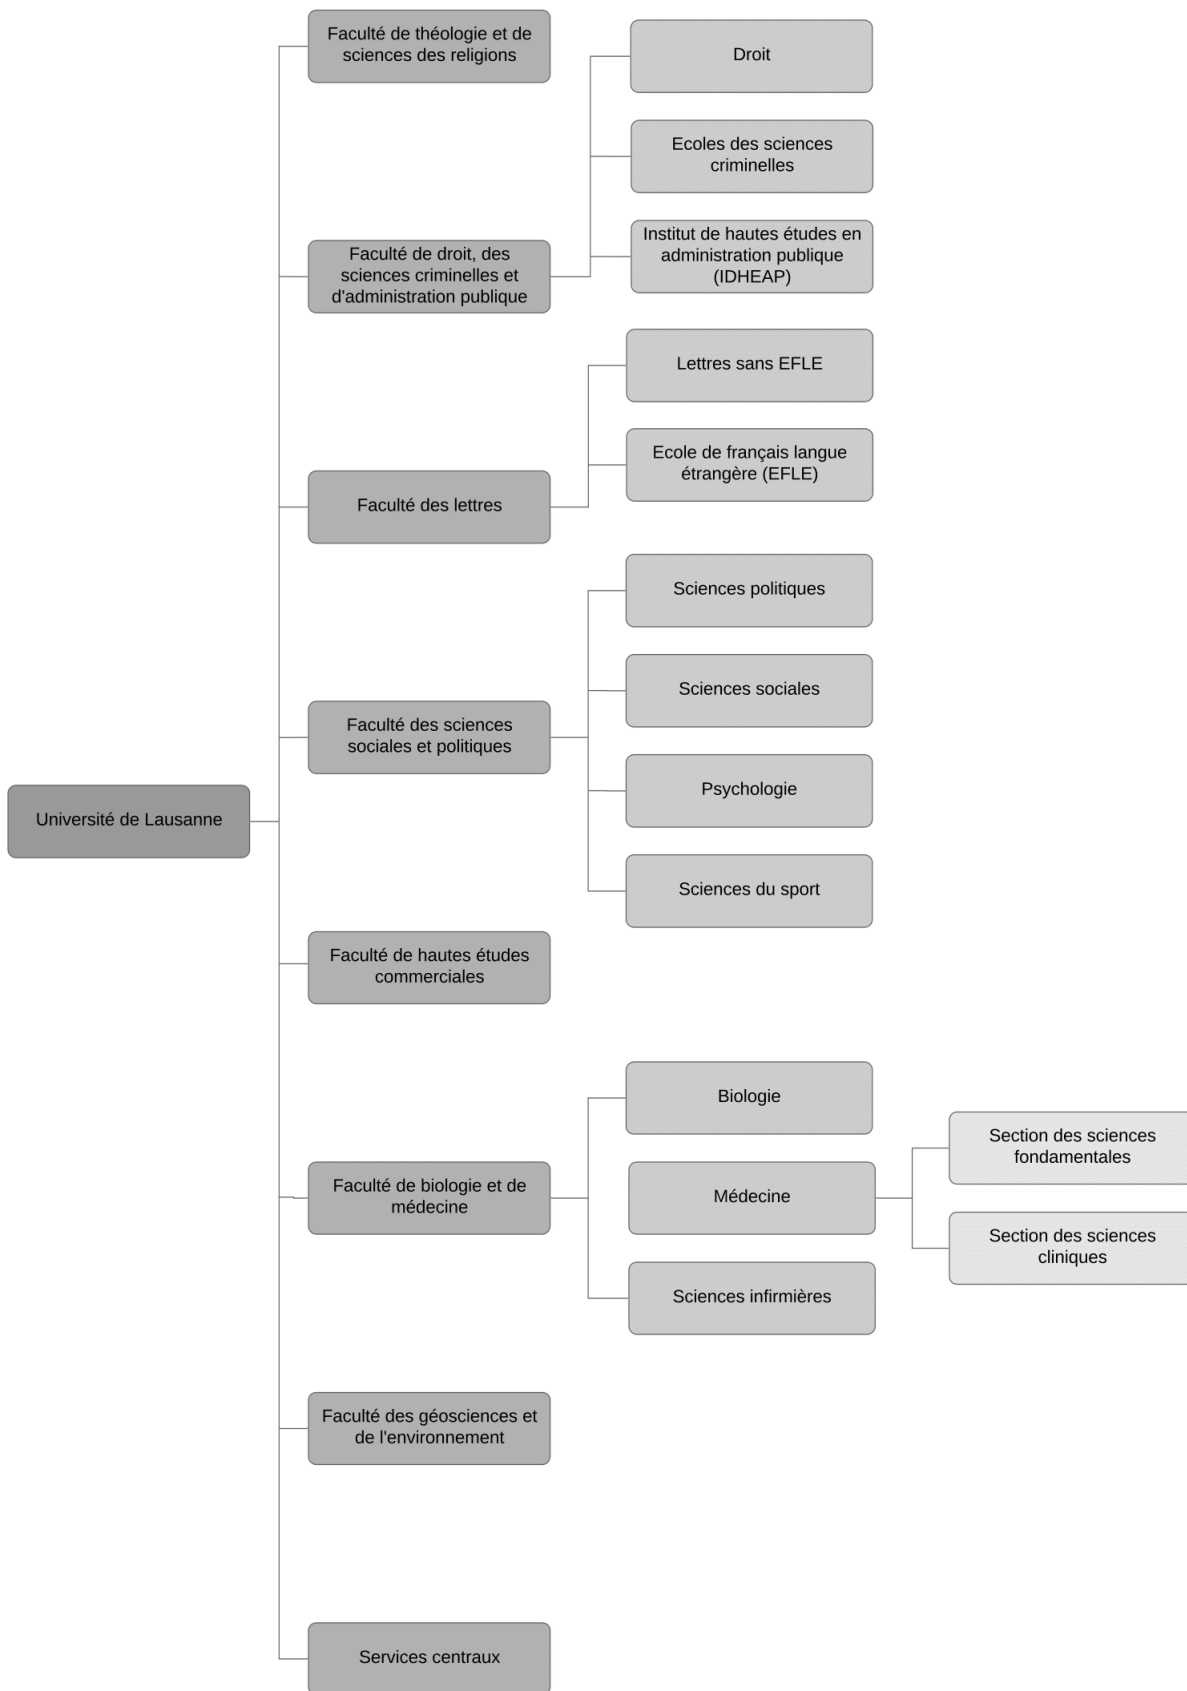 Faculté de théologie et de
sciences des religions
Droit
Ecoles des sciences
criminelles
Institut de hautes études en
administration publique
(IDHEAP)
Faculté de droit, des
sciences criminelles et
d'administration publique
Lettres sans EFLE
Ecole de français langue
étrangère (EFLE)
Faculté des lettres
Sciences politiques
Sciences sociales
Faculté des sciences
sociales et politiques
Psychologie
Université de Lausanne
Sciences du sport
Faculté de hautes études
commerciales
Biologie
Section des sciences
fondamentales
Faculté de biologie et de
médecine
Médecine
Section des sciences
cliniques
Sciences infirmières
Faculté des géosciences et
de l'environnement
Services centraux